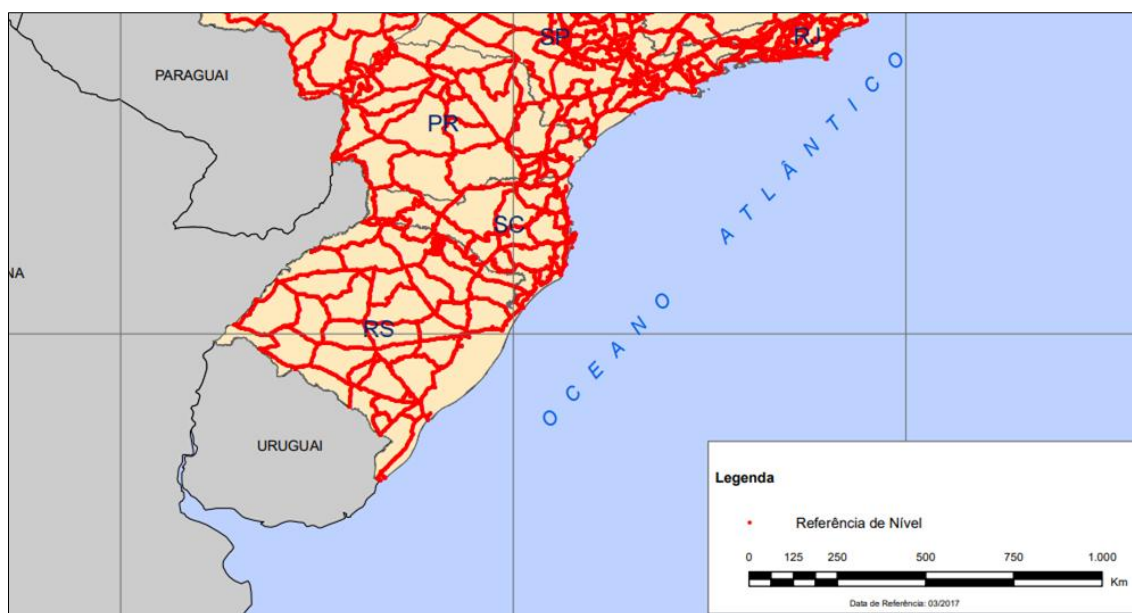 SP
RJ
PARAGUAI
PR
OCEANO ATLÂNTICO
SC
NA
RS
URUGUAI
Legenda
Referência de Nível
0 125 250 500 750 1.000
Km
Data de Referência: 03/2017